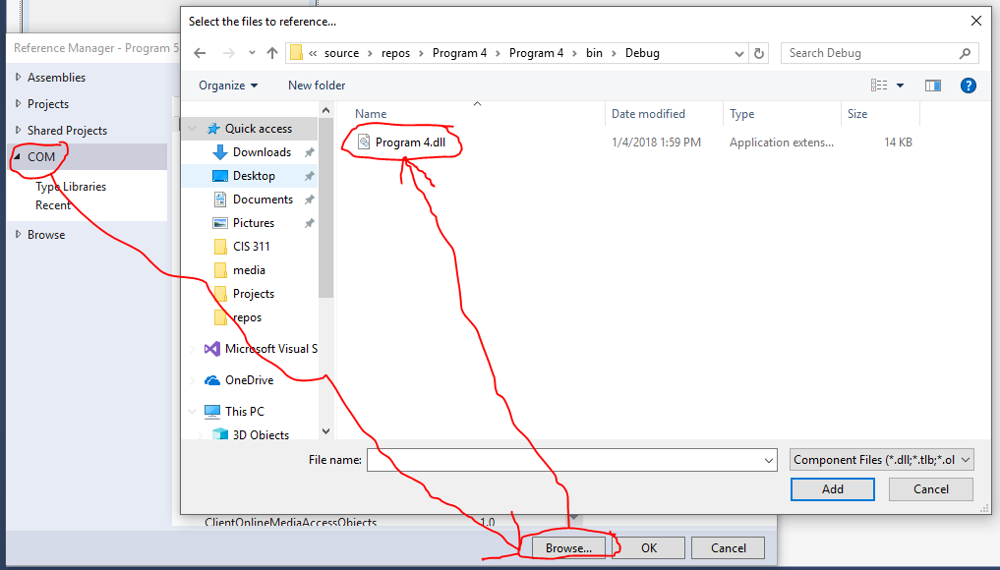 Select the files to reference...
Reference Manager - Program 5
« source › repos › Program 4 › Program 4 › bin › Debug
Search Debug
Organize
New folder
Assemblies
Projects
Shared Projects
COM
Type Libraries
Recent
Browse
Quick access
Downloads
Desktop
Documents
Pictures
CIS 311
media
Projects
repos
Microsoft Visual S
OneDrive
This PC
3D Objects
Name Date modified Type Size
Program 4.dll 1/4/2018 1:59 PM Application extens... 14 KB
File name:
Component Files (*.dll;*.tlb;*.ol
Add Cancel
ClientOnlineMediaAccessObjects 1.0
Browse... OK Cancel